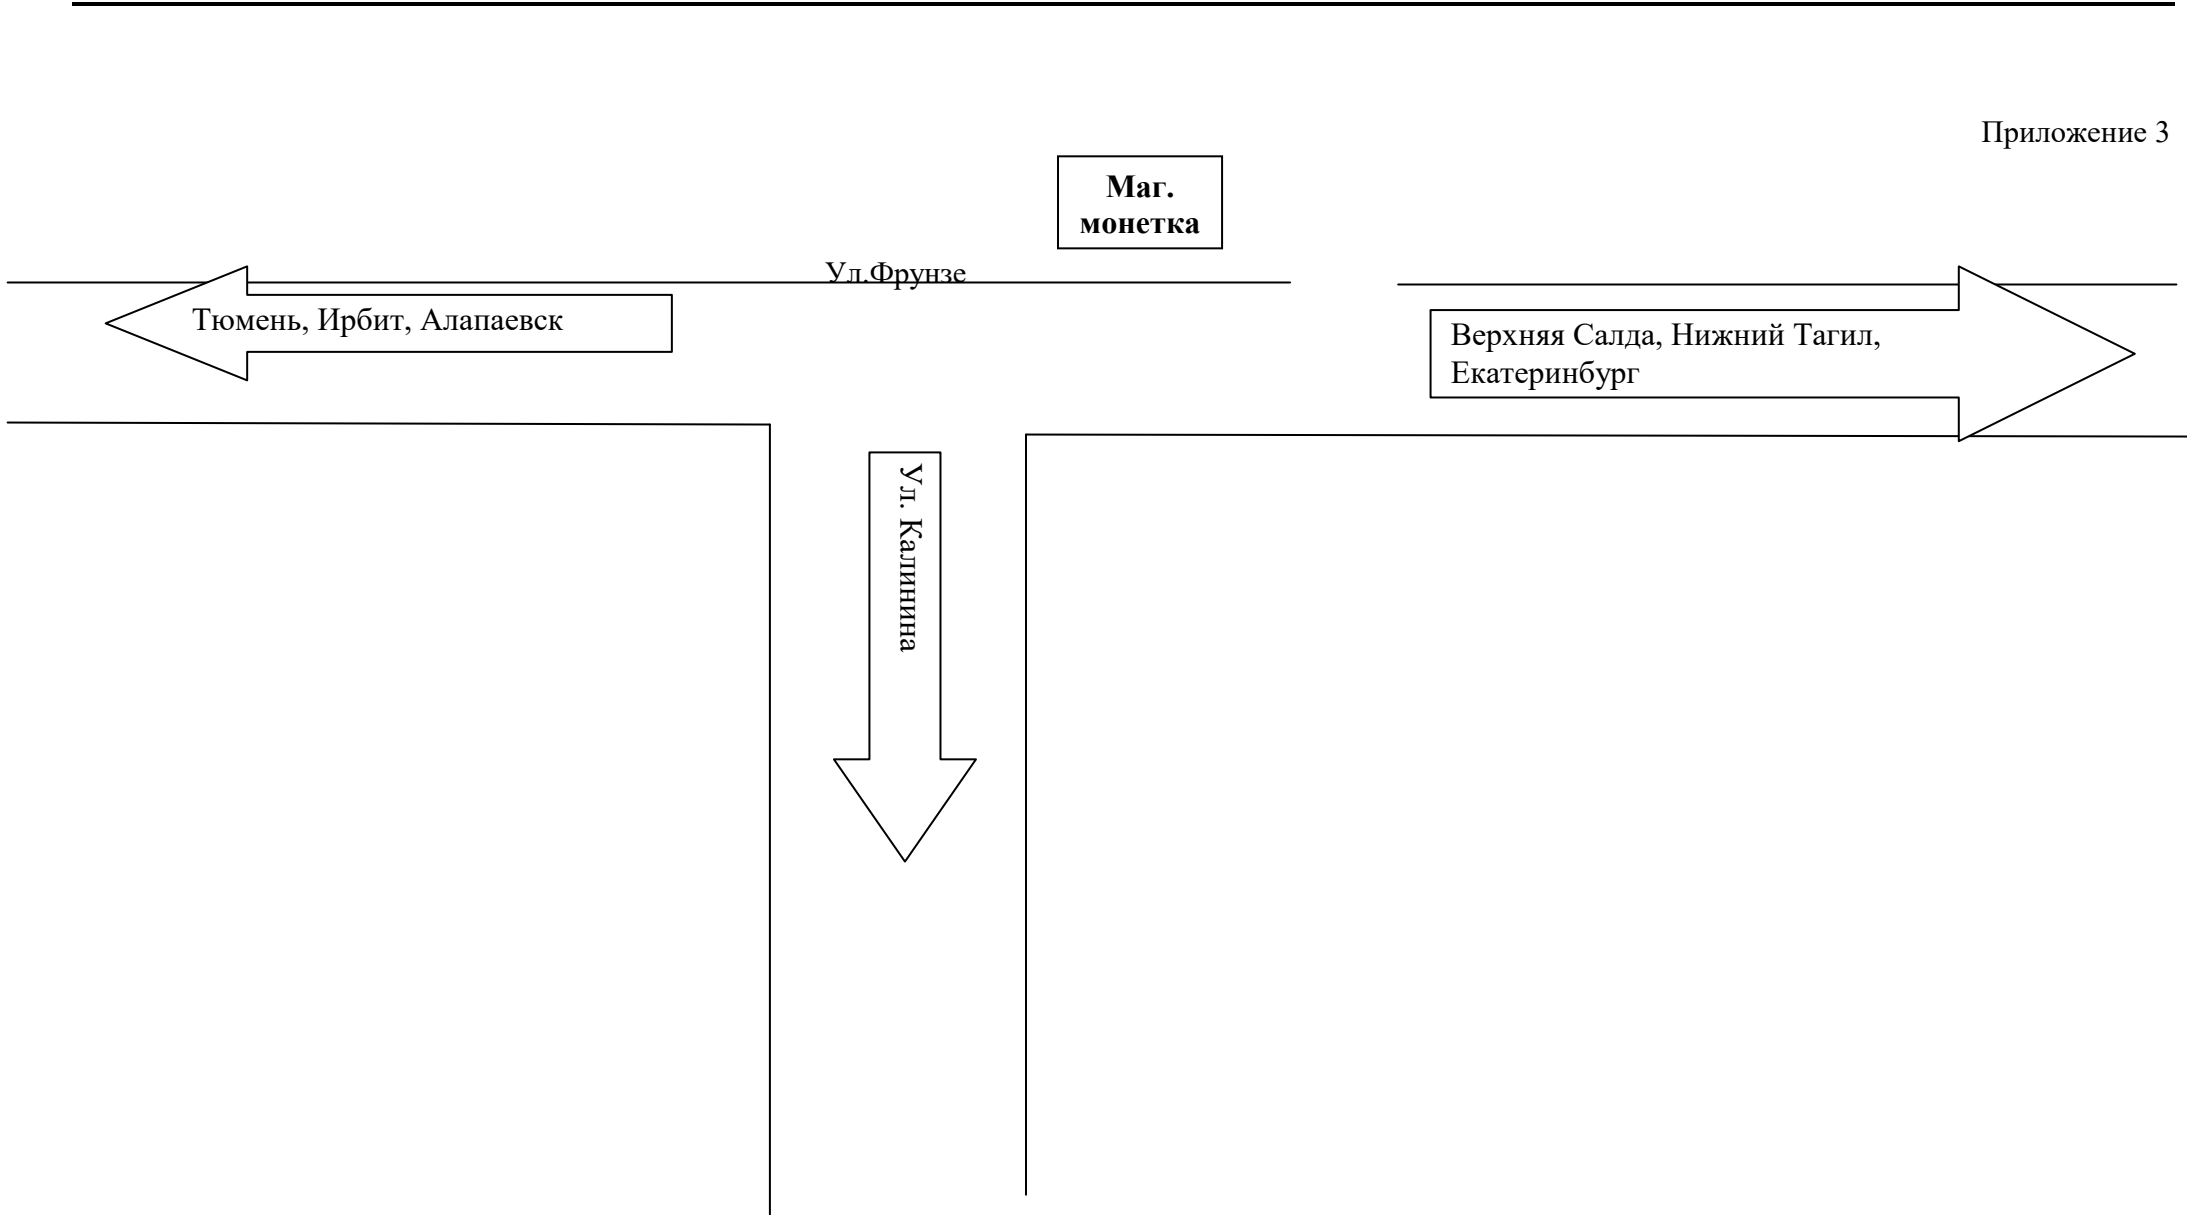 Приложение 3
Маг.
монетка
Ул.Фрунзе
Тюмень, Ирбит, Алапаевск
Верхняя Салда, Нижний Тагил,
Екатеринбург
Ул. Калинина